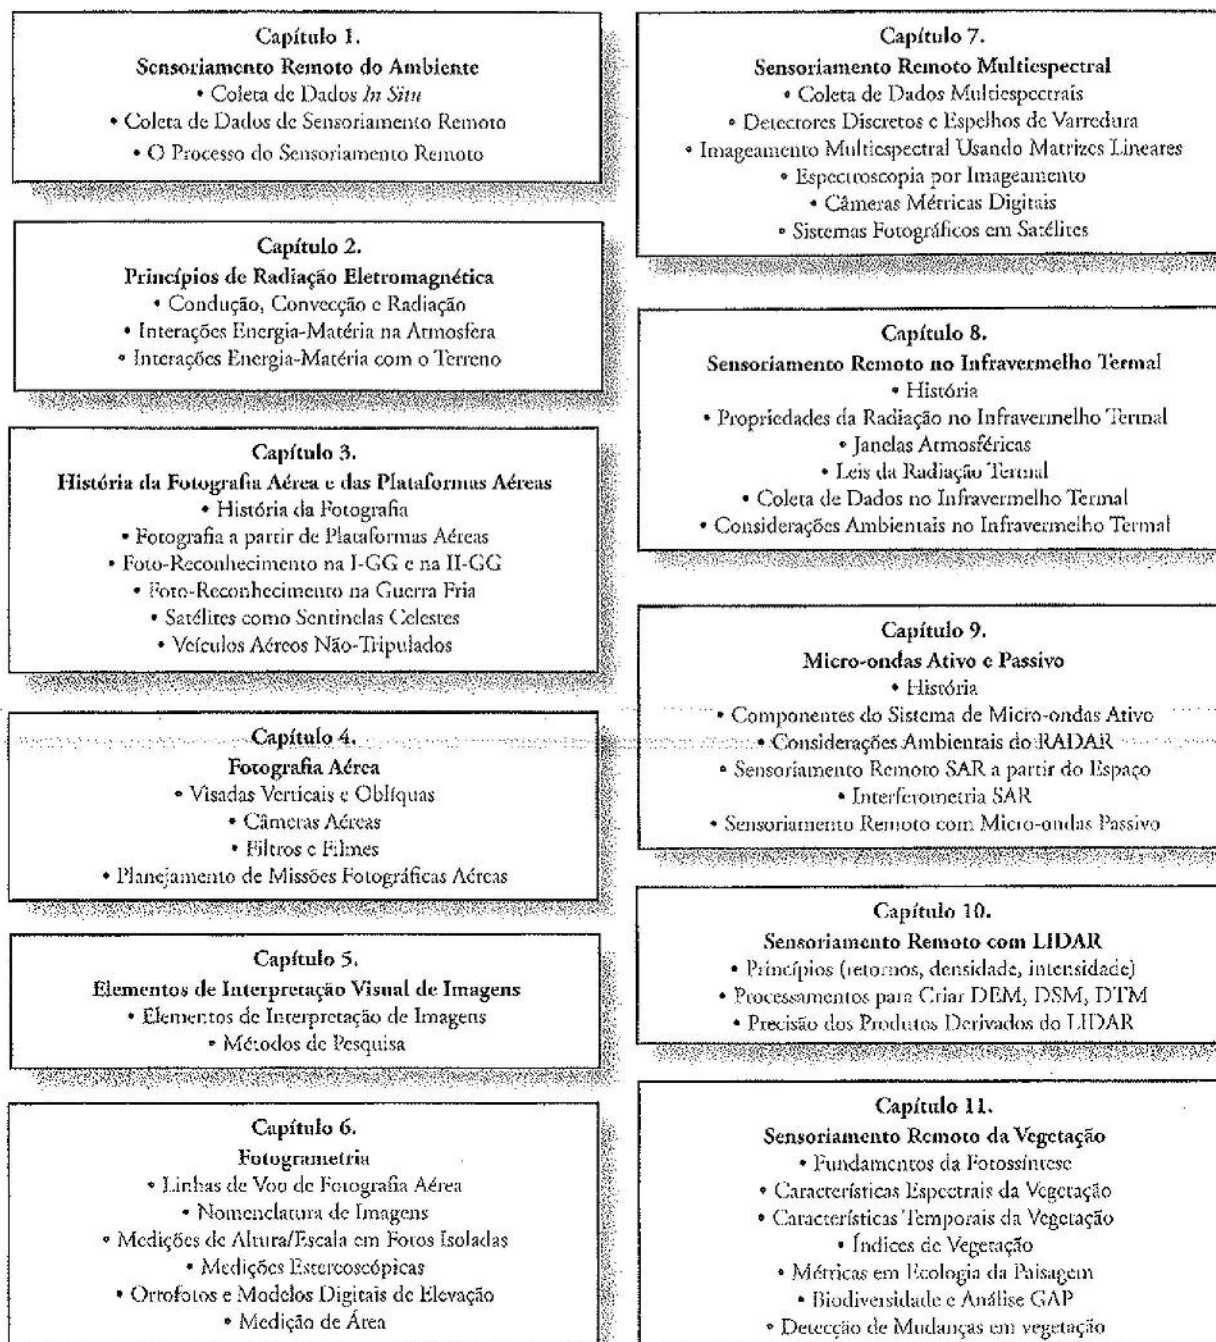 Capítulo 1.
Sensoriamento Remoto do Ambiente
• Coleta de Dados In Situ
• Coleta de Dados de Sensoriamento Remoto
• O Processo do Sensoriamento Remoto
Capítulo 2.
Princípios de Radiação Eletromagnética
• Condução, Convecção e Radiação
• Interações Energia-Matéria na Atmosfera
• Interações Energia-Matéria com o Terreno
Capítulo 3.
História da Fotografia Aérea e das Plataformas Aéreas
• História da Fotografia
• Fotografia a partir de Plataformas Aéreas
• Foto-Reconhecimento na I-GG e na II-GG
• Foto-Reconhecimento na Guerra Fria
• Satélites como Sentinelas Celestes
• Veículos Aéreos Não-Tripulados
Capítulo 4.
Fotografia Aérea
• Visadas Verticais e Oblíquas
• Câmeras Aéreas
• Filtros e Filmes
• Planejamento de Missões Fotográficas Aéreas
Capítulo 5.
Elementos de Interpretação Visual de Imagens
• Elementos de Interpretação de Imagens
• Métodos de Pesquisa
Capítulo 6.
Fotogrametria
• Linhas de Voo de Fotografia Aérea
• Nomenclatura de Imagens
• Medições de Altura/Escala em Fotos Isoladas
• Medições Estereoscópicas
• Ortofotos e Modelos Digitais de Elevação
• Medição de Área
Capítulo 7.
Sensoriamento Remoto Multiespectral
• Coleta de Dados Multiespectrais
• Detectores Discretos e Espelhos de Varredura
• Imageamento Multiespectral Usando Matrizes Lineares
• Espectroscopia por Imageamento
• Câmeras Métricas Digitais
• Sistemas Fotográficos em Satélites
Capítulo 8.
Sensoriamento Remoto no Infravermelho Termal
• História
• Propriedades da Radiação no Infravermelho Termal
• Janelas Atmosféricas
• Leis da Radiação Termal
• Coleta de Dados no Infravermelho Termal
• Considerações Ambientais no Infravermelho Termal
Capítulo 9.
Micro-ondas Ativo e Passivo
• História
• Componentes do Sistema de Micro-ondas Ativo
• Considerações Ambientais do RADAR
• Sensoriamento Remoto SAR a partir do Espaço
• Interferometria SAR
• Sensoriamento Remoto com Micro-ondas Passivo
Capítulo 10.
Sensoriamento Remoto com LIDAR
• Princípios (retornos, densidade, intensidade)
• Processamentos para Criar DEM, DSM, DTM
• Precisão dos Produtos Derivados do LIDAR
Capítulo 11.
Sensoriamento Remoto da Vegetação
• Fundamentos da Fotossíntese
• Características Espectrais da Vegetação
• Características Temporais da Vegetação
• Índices de Vegetação
• Métricas em Ecologia da Paisagem
• Biodiversidade e Análise GAP
• Detecção de Mudanças em vegetação